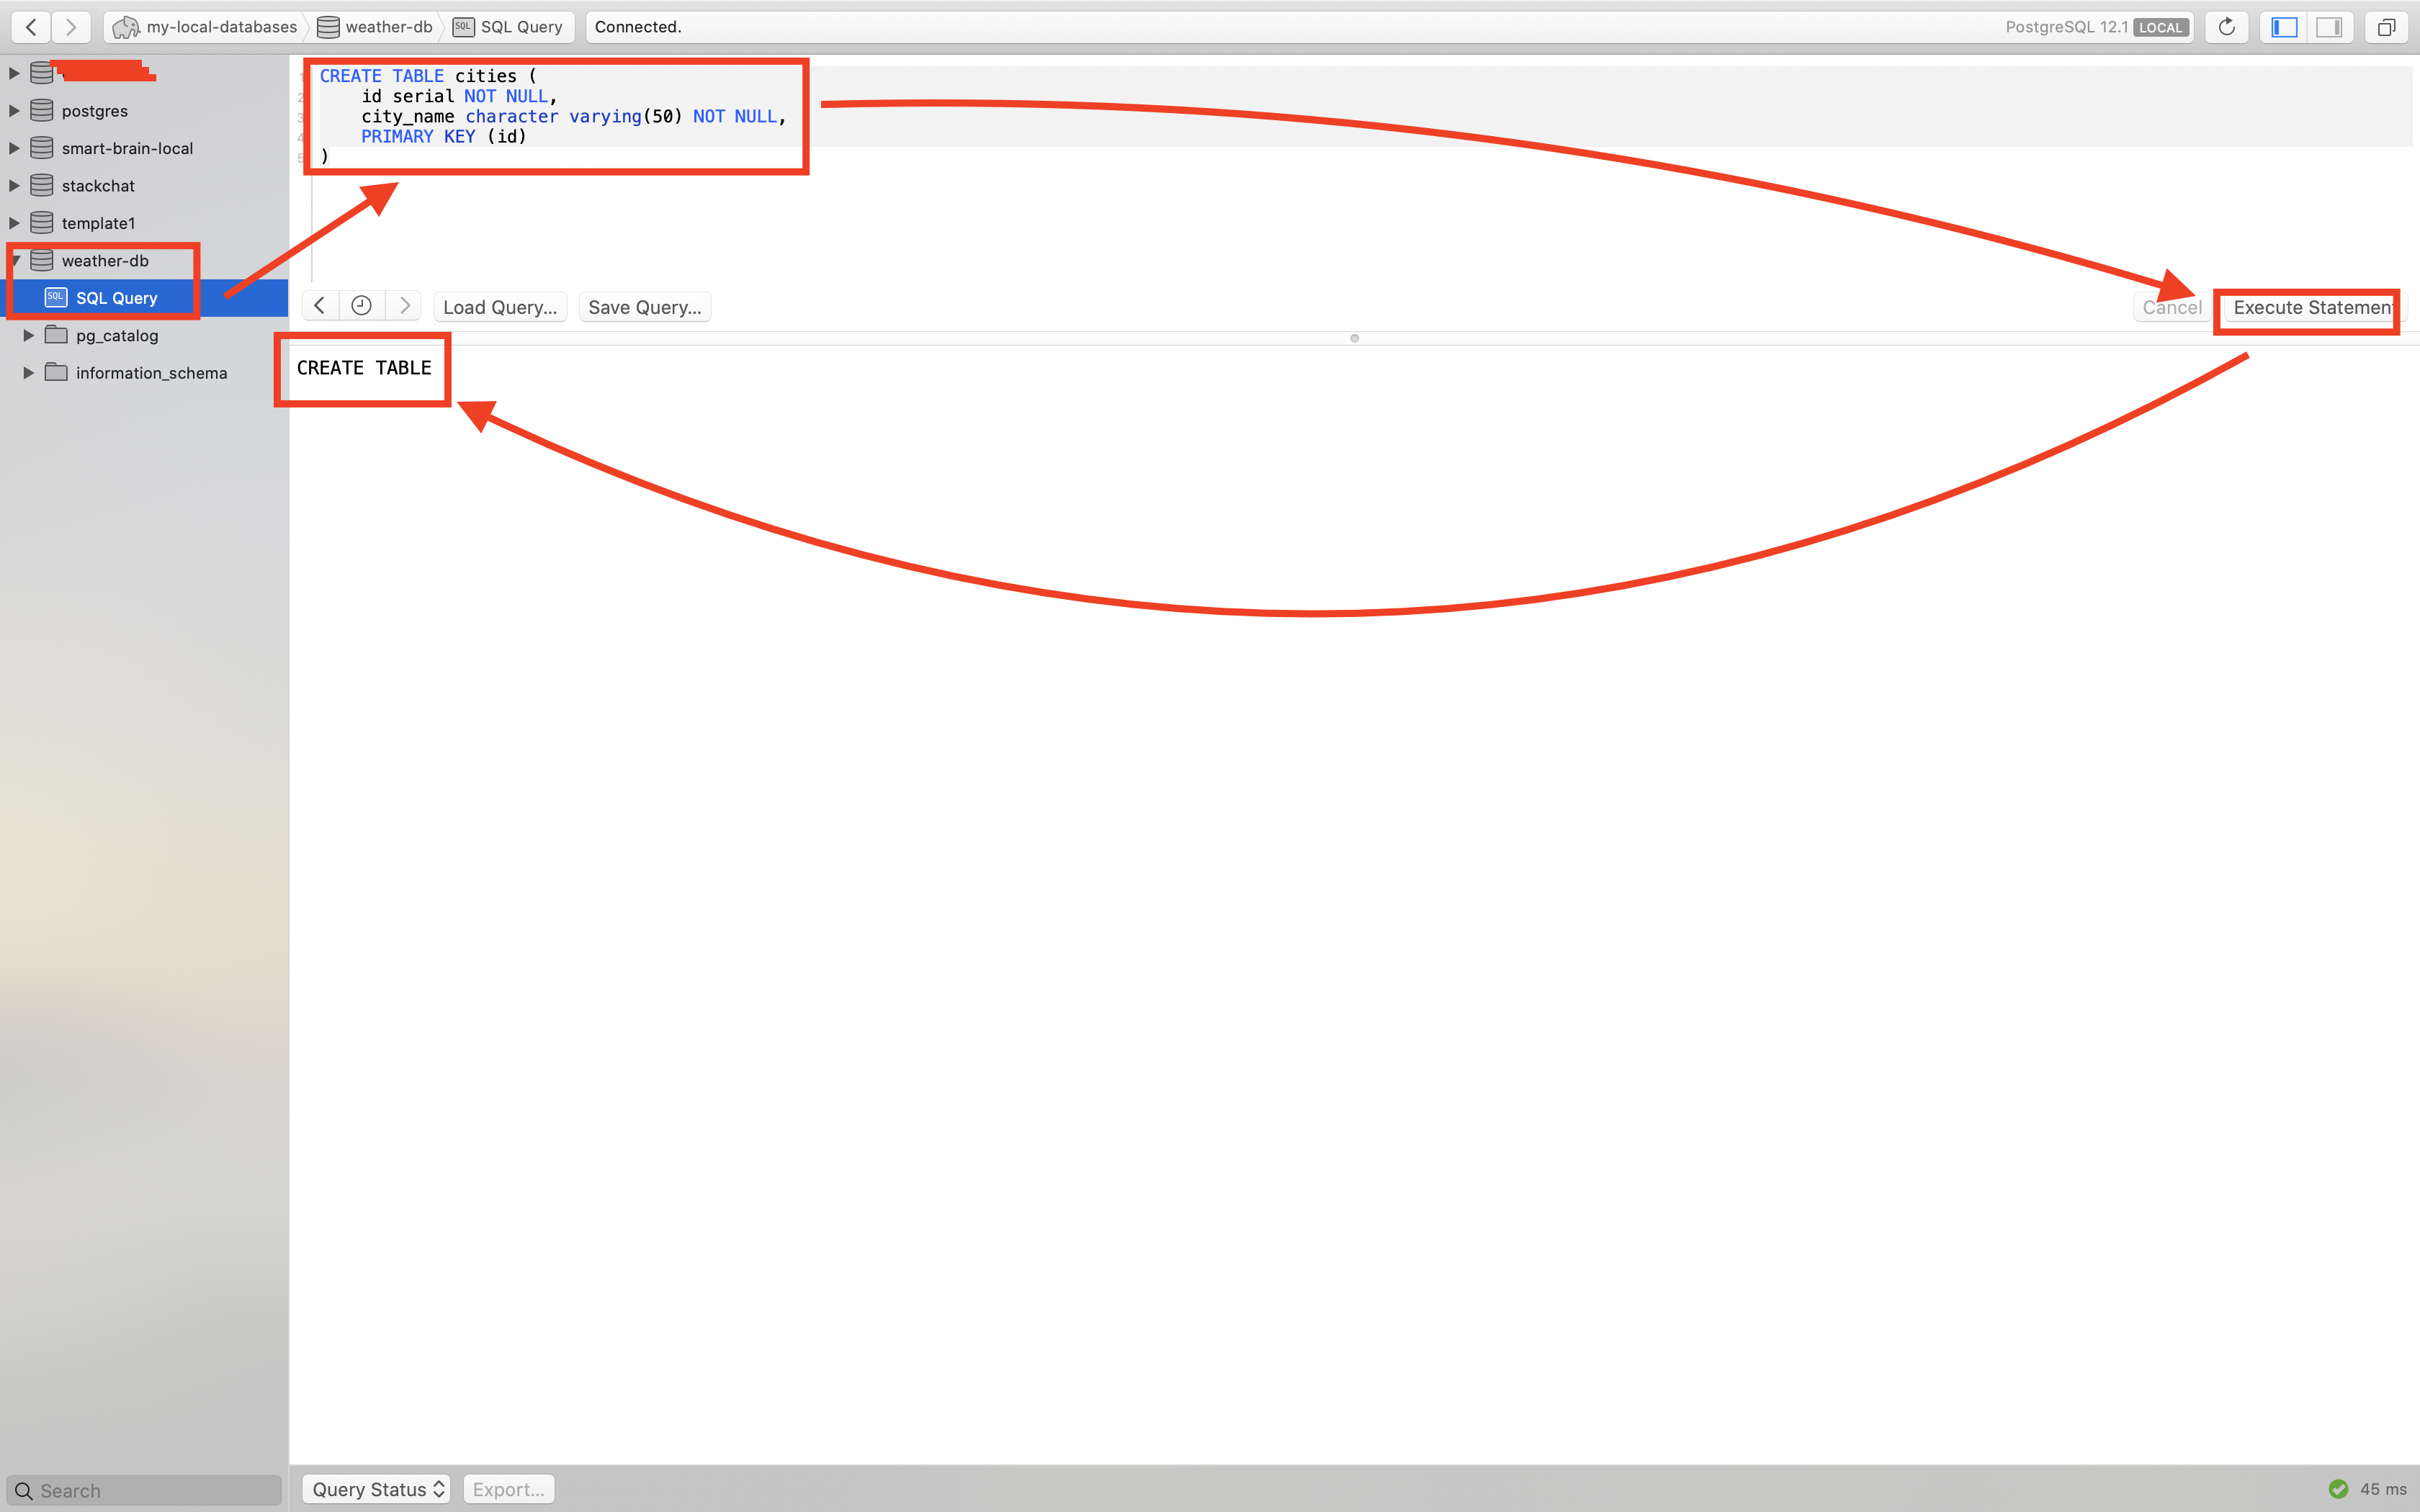 my-local-databases weather-db SQL SQL Query Connected. PostgreSQL 12.1 LOCAL
postgres
smart-brain-local
stackchat
template1
weather-db
SQL SQL Query
pg_catalog
information_schema
Search
1 CREATE TABLE cities (
2 id serial NOT NULL,
3 city_name character varying(50) NOT NULL,
4 PRIMARY KEY (id)
5 )
Load Query... Save Query... Cancel Execute Statement
CREATE TABLE
Query Status Export... 45 ms